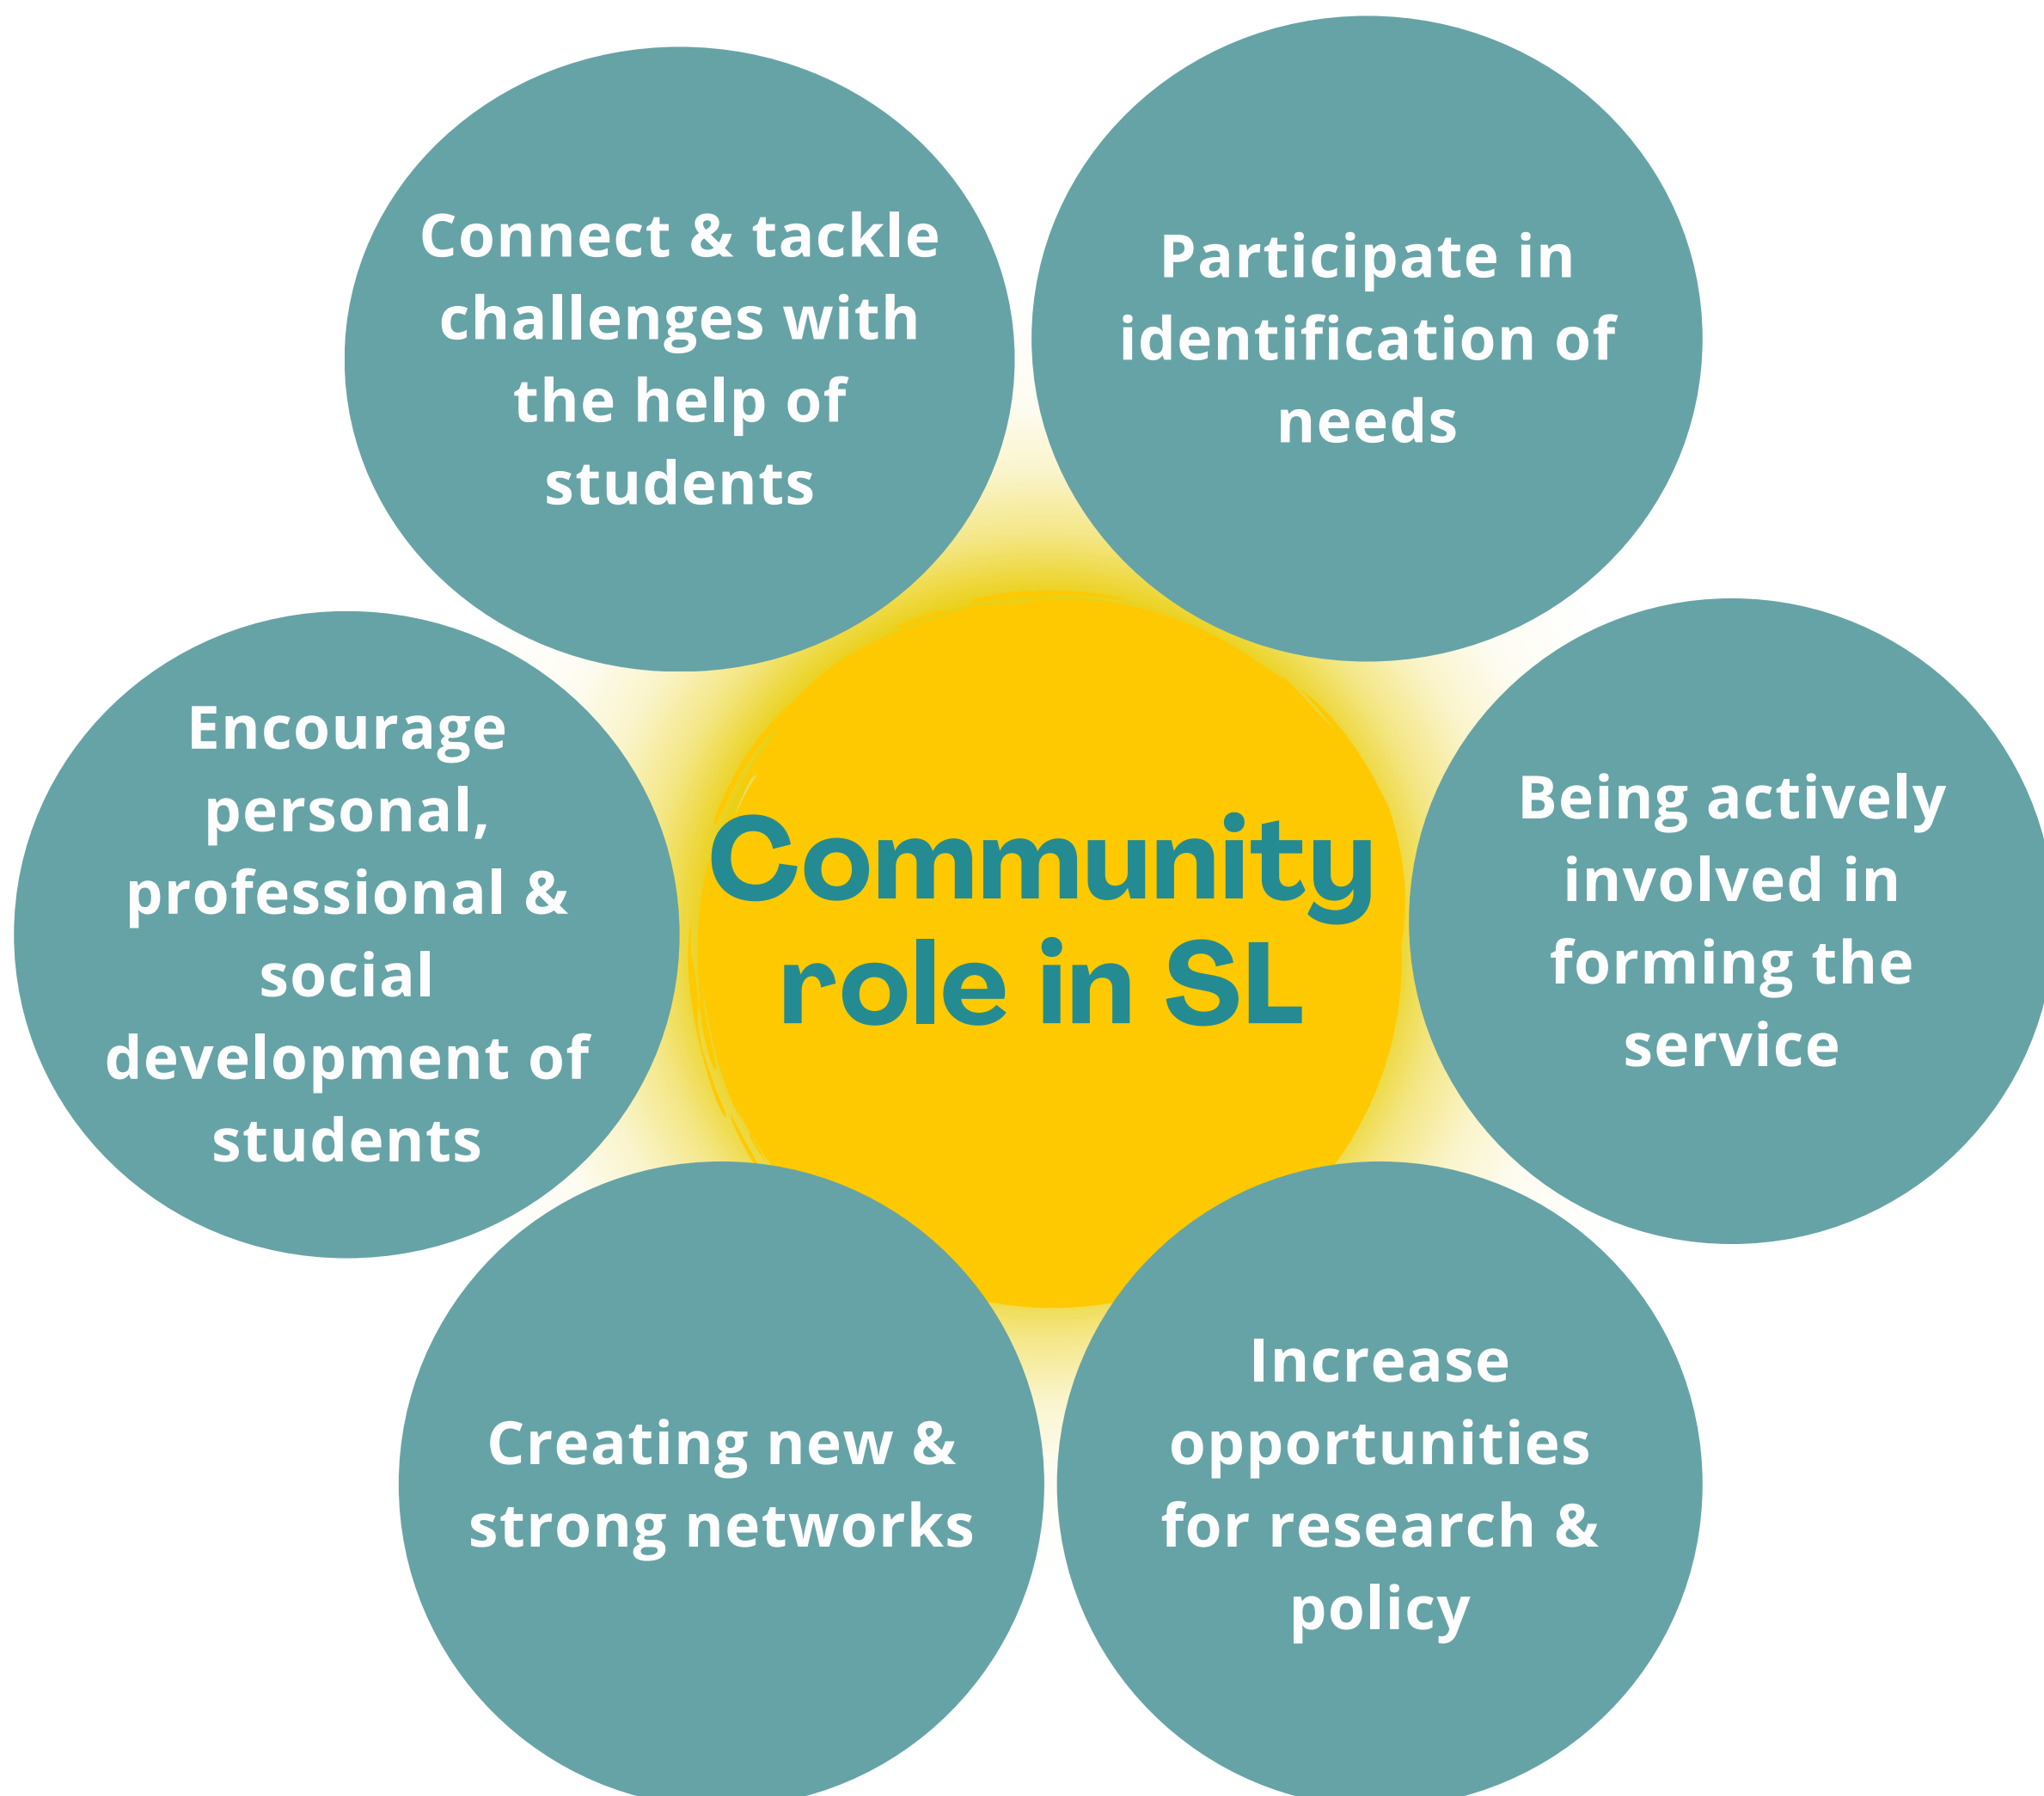 Connect & tackle
challenges with
the help of
students
Participate in
identification of
needs
Encourage
personal,
professional &
social
development of
students
Community
role in SL
Being actively
involved in
forming the
service
Creating new &
strong networks
Increase
opportunities
for research &
policy